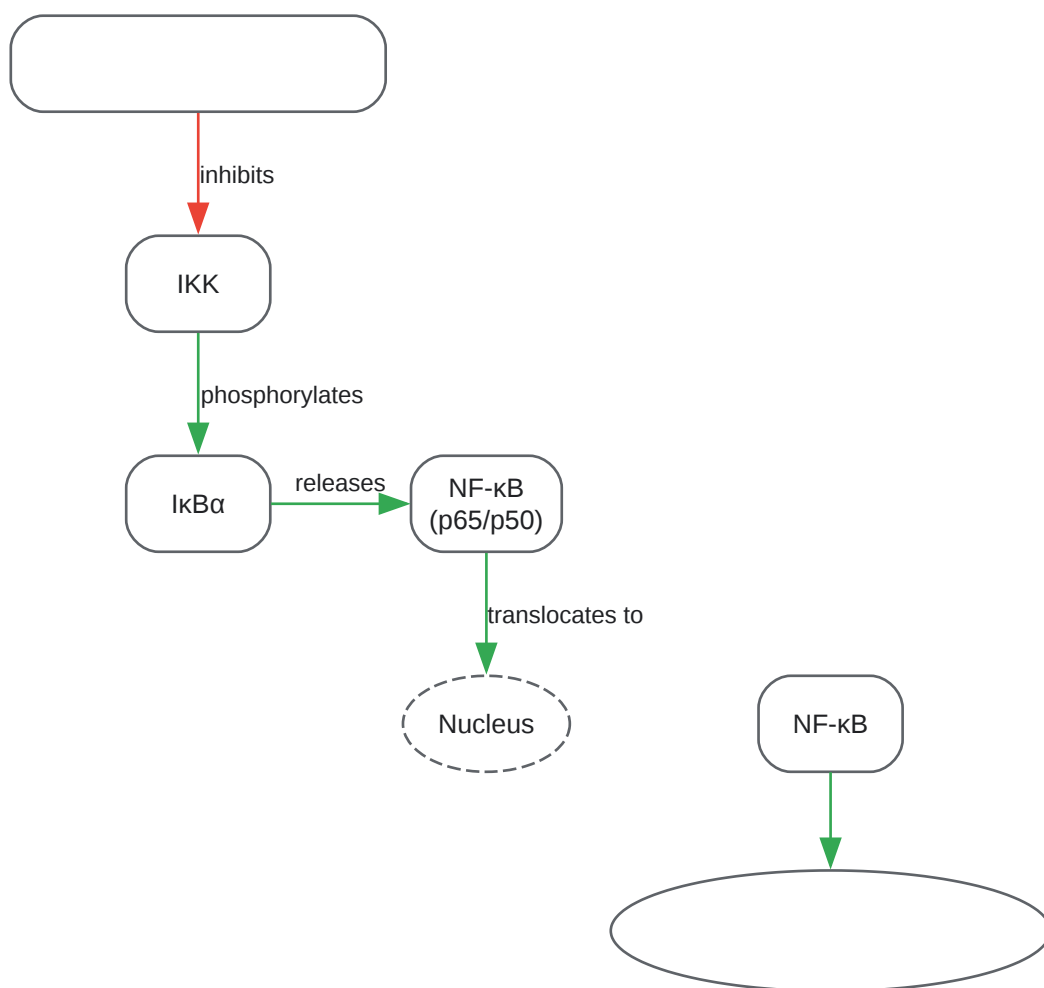 inhibits
IKK
phosphorylates
IκBα
releases
NF-κB
(p65/p50)
translocates to
Nucleus
NF-κB